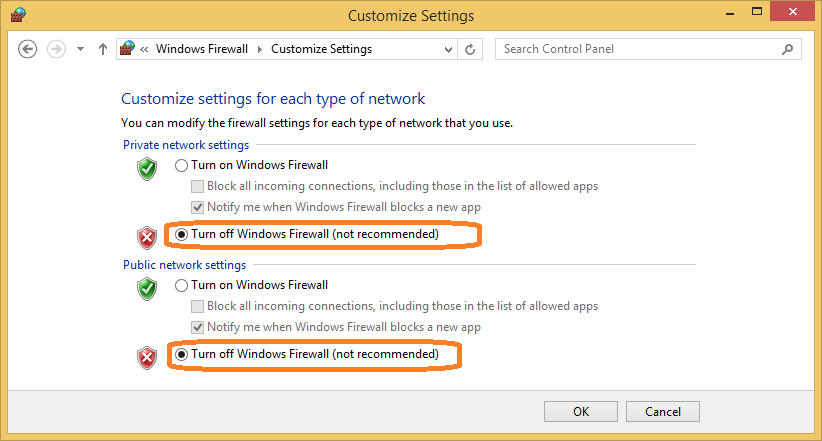 Customize Settings
« Windows Firewall Customize Settings
Search Control Panel
Customize settings for each type of network
You can modify the firewall settings for each type of network that you use.
Private network settings
Turn on Windows Firewall
Block all incoming connections, including those in the list of allowed apps
Notify me when Windows Firewall blocks a new app
Turn off Windows Firewall (not recommended)
Public network settings
Turn on Windows Firewall
Block all incoming connections, including those in the list of allowed apps
Notify me when Windows Firewall blocks a new app
Turn off Windows Firewall (not recommended)
OK Cancel